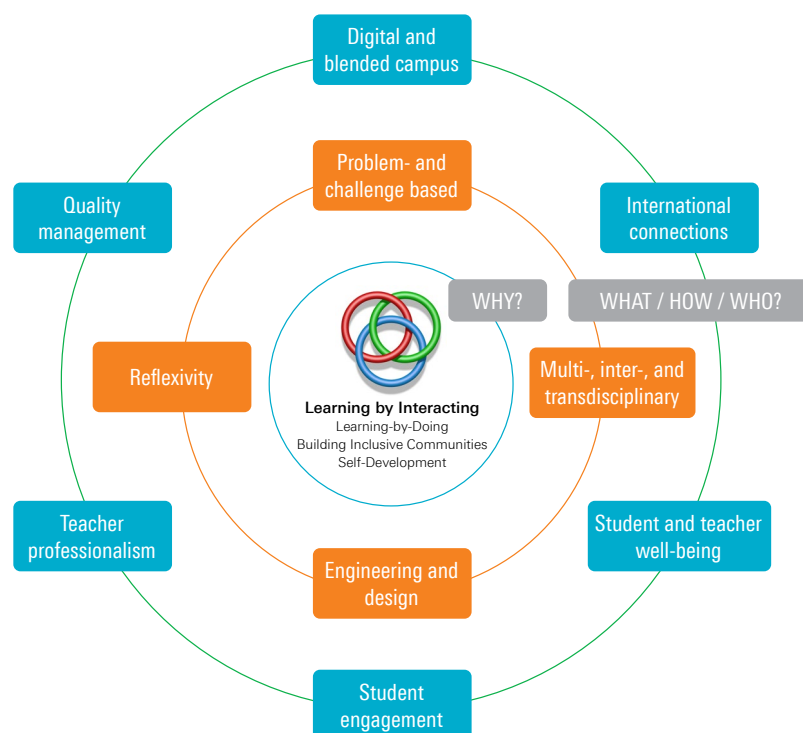 Digital and
blended campus
Problem- and
challenge based
Quality
management
International
connections
WHY?
WHAT / HOW / WHO?
Reflexivity
Multi-, inter-, and
transdisciplinary
Learning by Interacting
Learning-by-Doing
Building Inclusive Communities
Self-Development
Teacher
professionalism
Student and teacher
well-being
Engineering and
design
Student
engagement